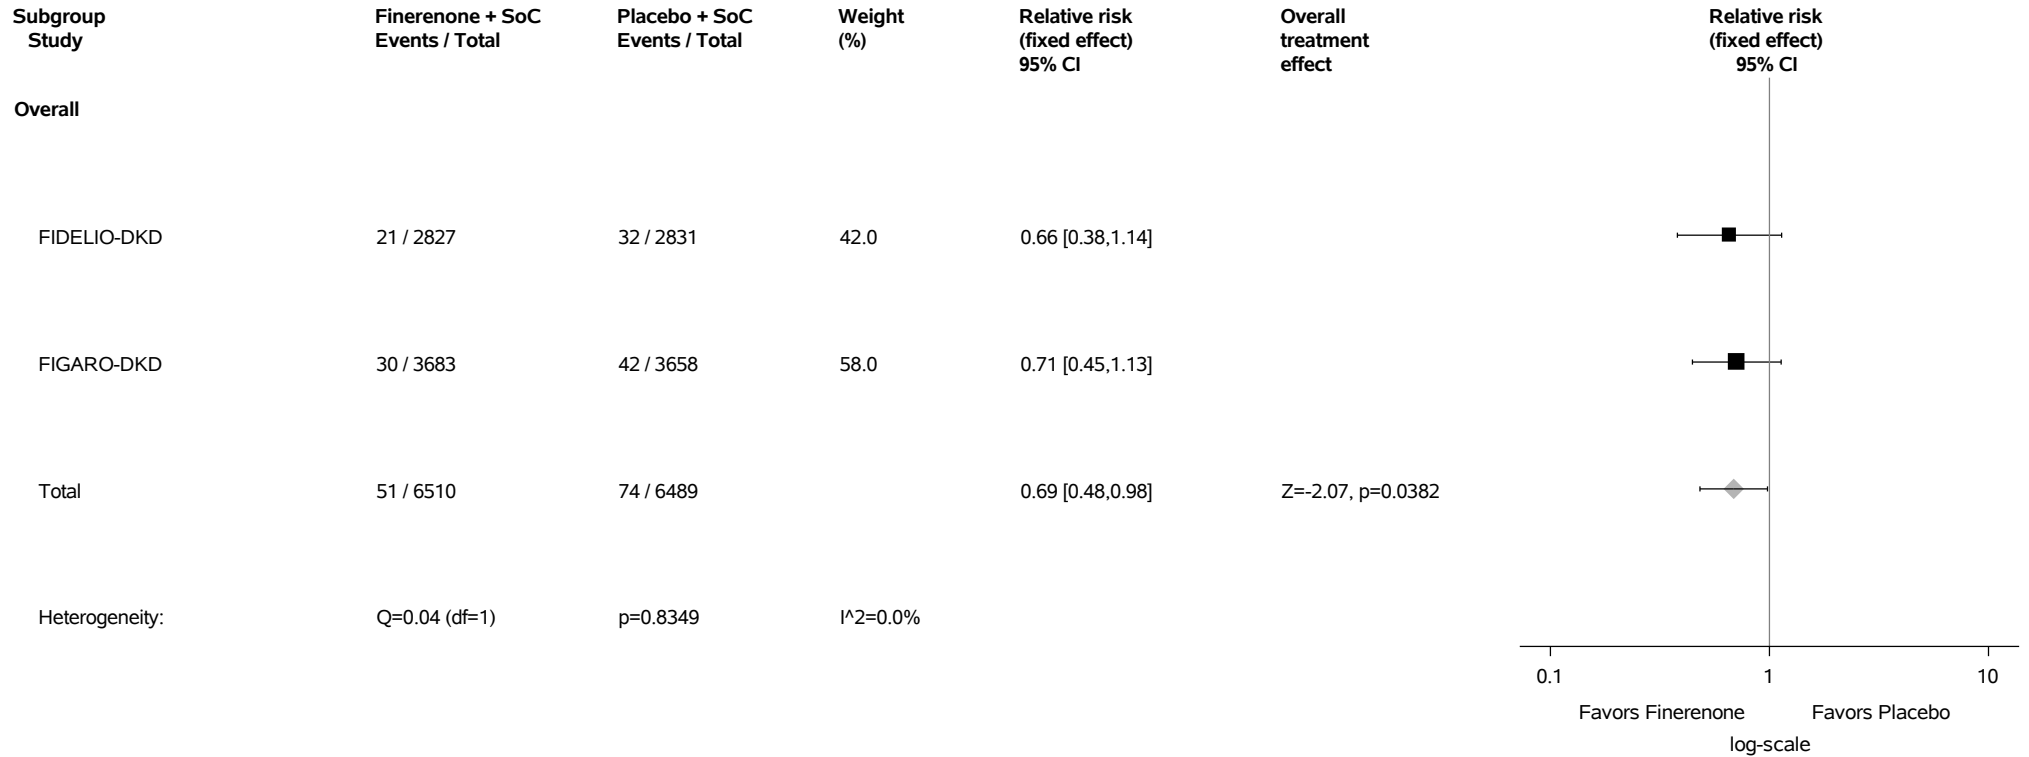 Subgroup Finerenone + SoC Placebo + SoC Weight Relative risk Overall Relative risk
Study Events / Total Events / Total (%) (fixed effect) treatment (fixed effect)
95% CI effect 95% CI
Overall
FIDELIO-DKD 21 / 2827 32 / 2831 42.0 0.66 [0.38,1.14]
FIGARO-DKD 30 / 3683 42 / 3658 58.0 0.71 [0.45,1.13]
Total 51 / 6510 74 / 6489 0.69 [0.48,0.98] Z=-2.07, p=0.0382
Heterogeneity: Q=0.04 (df=1) p=0.8349 I^2=0.0%
0.1 1 10
Favors Finerenone Favors Placebo
log-scale